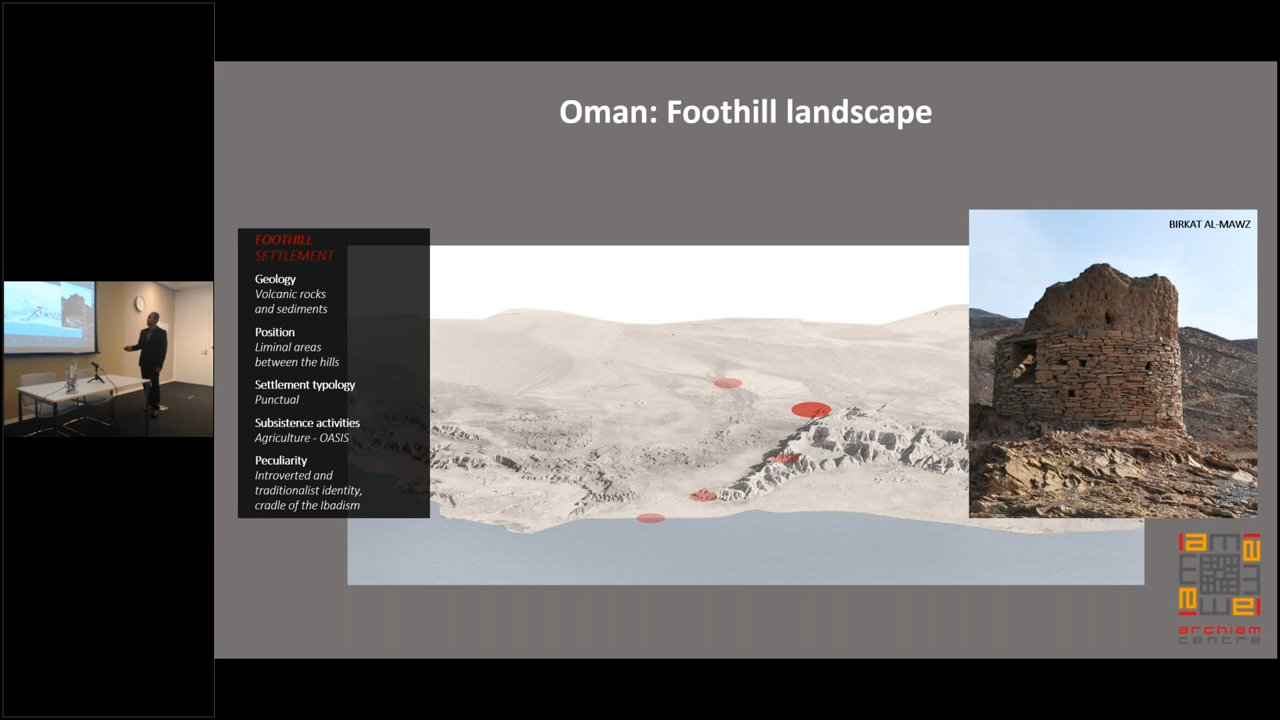 Oman: Foothill landscape
FOOTHILL
SETTLEMENT
Geology
Volcanic rocks
and sediments
Position
Liminal areas
between the hills
Settlement typology
Punctual
Subsistence activities
Agriculture - OASIS
Peculiarity
Introverted and
traditionalist identity,
cradle of the Ibadism
BIRKAT AL-MAWZ
archiam
centre